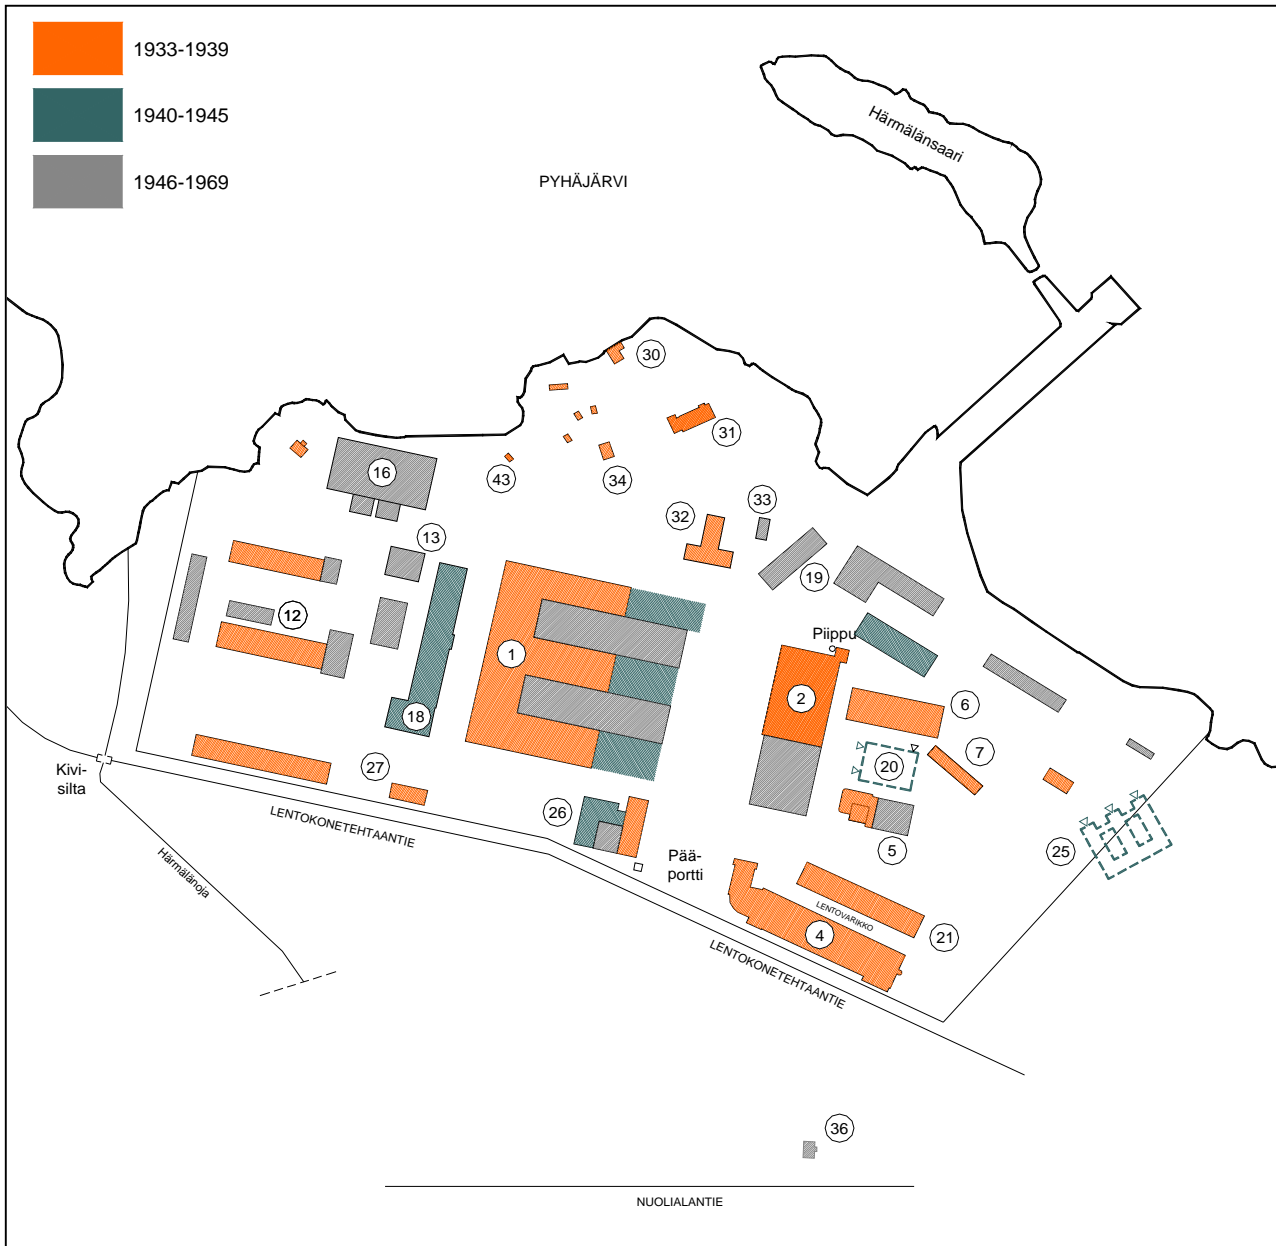 1933-1939
1940-1945
1946-1969
PYHÄJÄRVI
Härmälänsaari
30
31
16
43
34
33
32
13
19
12
Piippu
1
2
6
18
7
20
27
Kivi-
silta
LENTOKONETEHTAANTIE
26
5
25
Pää-
portti
Härmälänoja
LENTOVARIKKO
4
21
LENTOKONETEHTAANTIE
36
NUOLIALANTIE